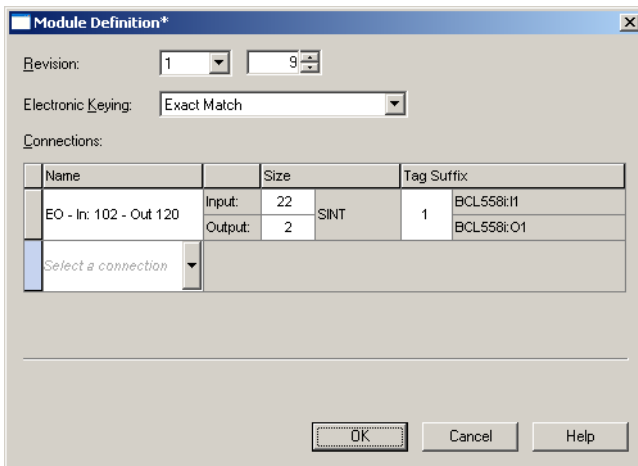 Module Definition*
Revision: 1 9
Electronic Keying: Exact Match
Connections:
Name Size Tag Suffix
EO - In: 102 - Out 120 Input: 22 SINT 1 BCL558i:I1
Output: 2 BCL558i:O1
Select a connection
OK Cancel Help